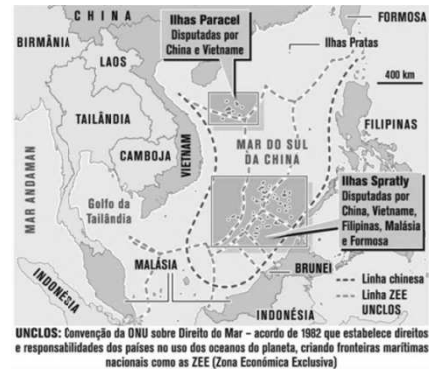 CHINA
Ilhas Paracel
Disputadas por
China e Vietname
FORMOSA
Ilhas Pratas
BIRMÂNIA
LAOS
400 km
TAILÂNDIA
VIETNAM
MAR DO SUL
DA CHINA
FILIPINAS
CAMBOJA
MAR ANDAMAN
Golfo da
Tailândia
Ilhas Spratly
Disputadas por
China, Vietname,
Filipinas, Malásia
e Formosa
MALÁSIA
BRUNEI
INDONÉSIA
INDONÉSIA
Linha chinesa
Linha ZEE
UNCLOS
UNCLOS: Convenção da ONU sobre Direito do Mar – acordo de 1982 que estabelece direitos
e responsabilidades dos países no uso dos oceanos do planeta, criando fronteiras marítimas
nacionais como as ZEE (Zona Económica Exclusiva)